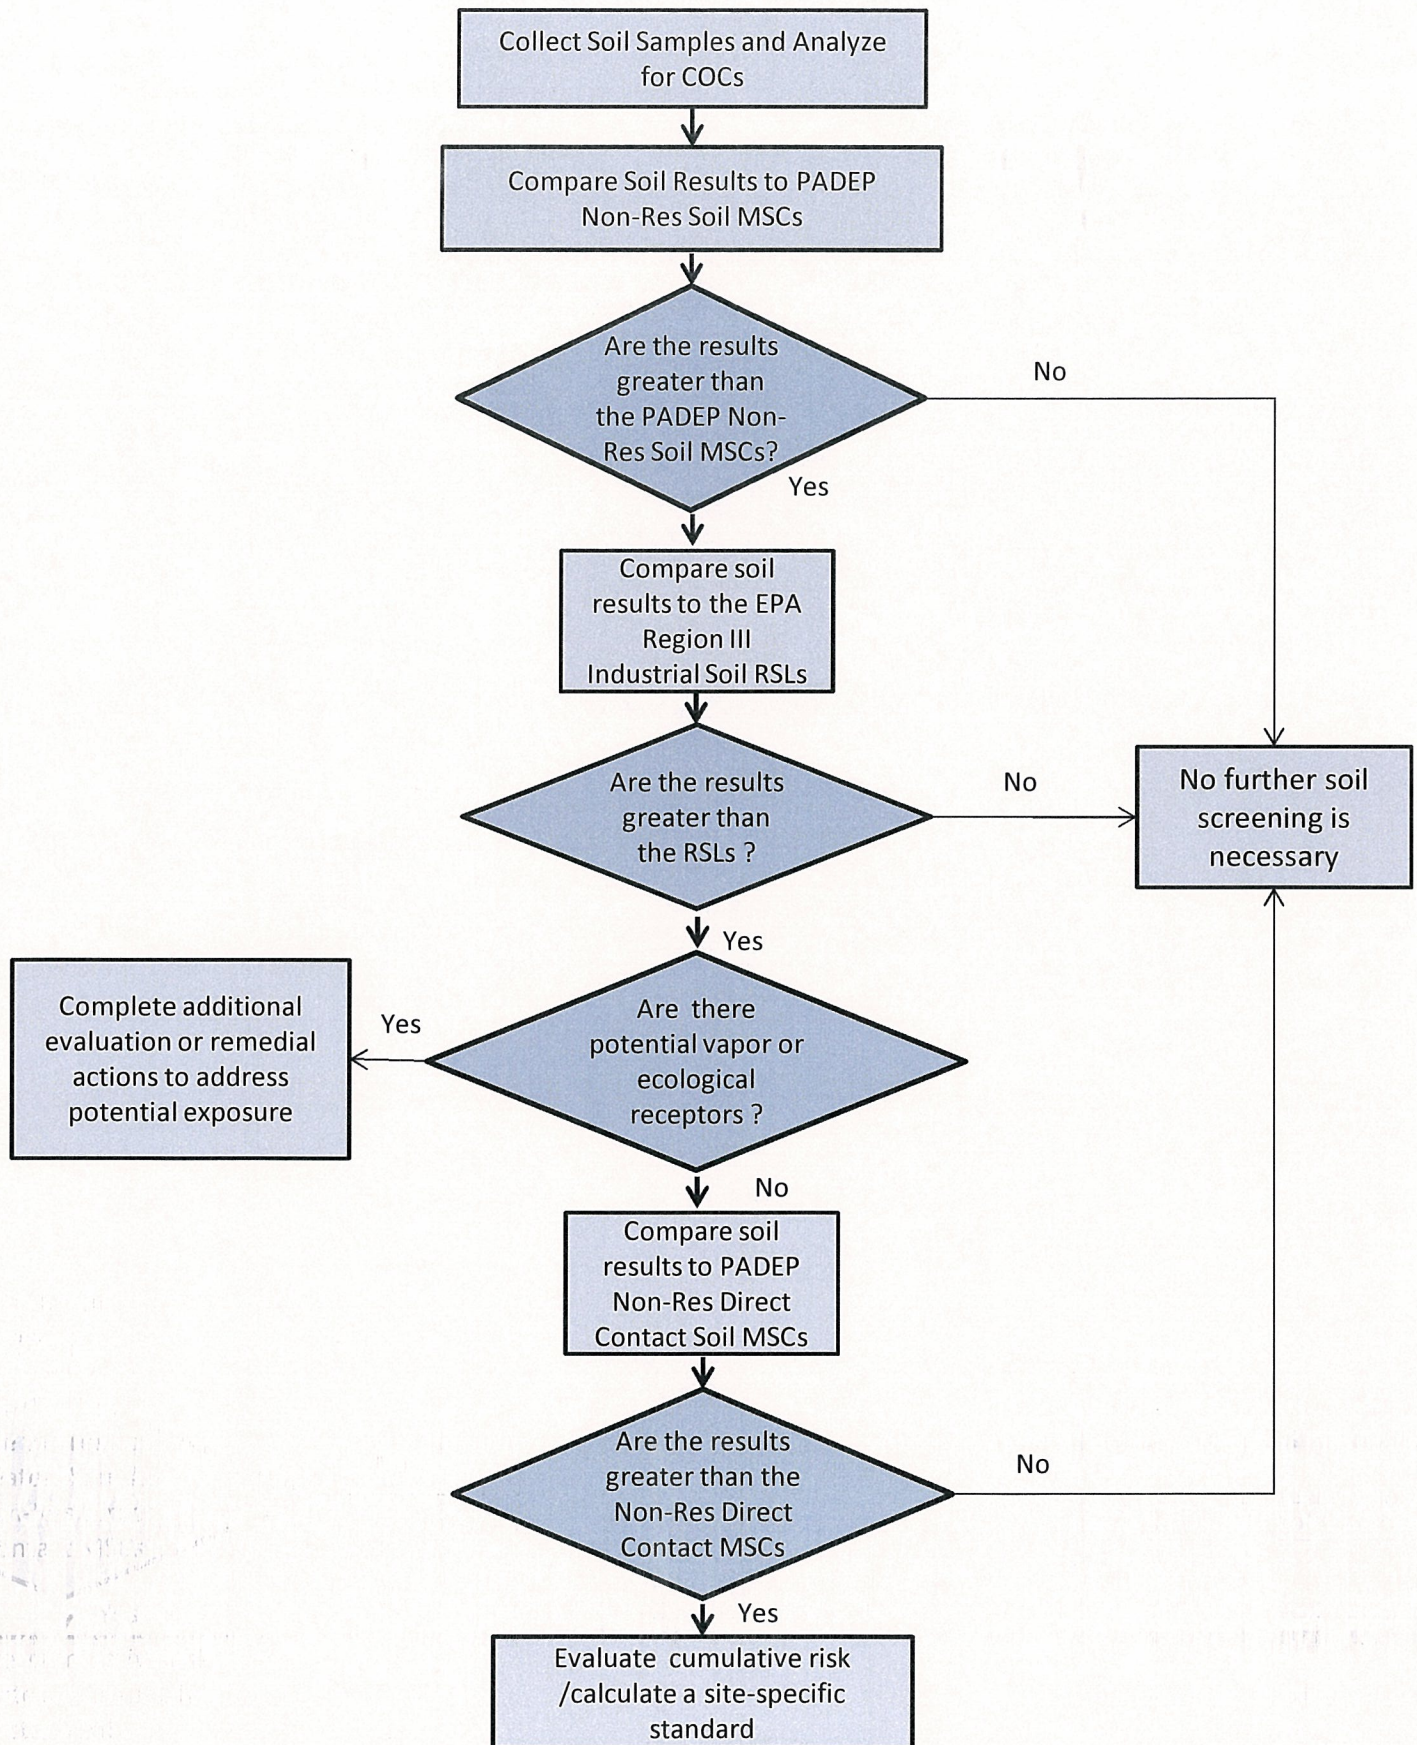 Collect Soil Samples and Analyze
for COCs
Compare Soil Results to PADEP
Non-Res Soil MSCs
Are the results
greater than
the PADEP Non-
Res Soil MSCs?
No
Yes
Compare soil
results to the EPA
Region III
Industrial Soil RSLs
Are the results
greater than
the RSLs ?
No
No further soil
screening is
necessary
Yes
Are there
potential vapor or
ecological
receptors ?
Yes
Complete additional
evaluation or remedial
actions to address
potential exposure
No
Compare soil
results to PADEP
Non-Res Direct
Contact Soil MSCs
Are the results
greater than the
Non-Res Direct
Contact MSCs
No
Yes
Evaluate cumulative risk
/calculate a site-specific
standard